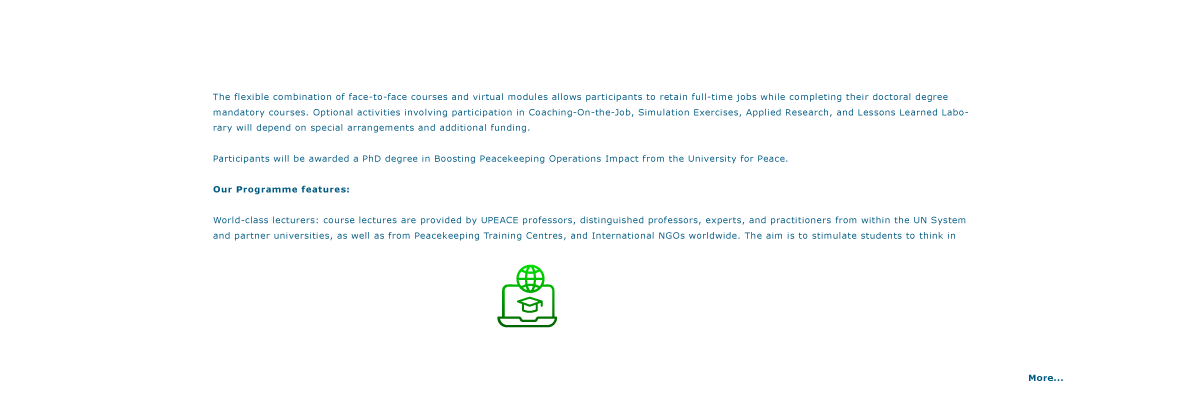 The flexible combination of face-to-face courses and virtual modules allows participants to retain full-time jobs while completing their doctoral degree
mandatory courses. Optional activities involving participation in Coaching-On-the-Job, Simulation Exercises, Applied Research, and Lessons Learned Labo-
rary will depend on special arrangements and additional funding.
Participants will be awarded a PhD degree in Boosting Peacekeeping Operations Impact from the University for Peace.
Our Programme features:
World-class lecturers: course lectures are provided by UPEACE professors, distinguished professors, experts, and practitioners from within the UN System
and partner universities, as well as from Peacekeeping Training Centres, and International NGOs worldwide. The aim is to stimulate students to think in
More...